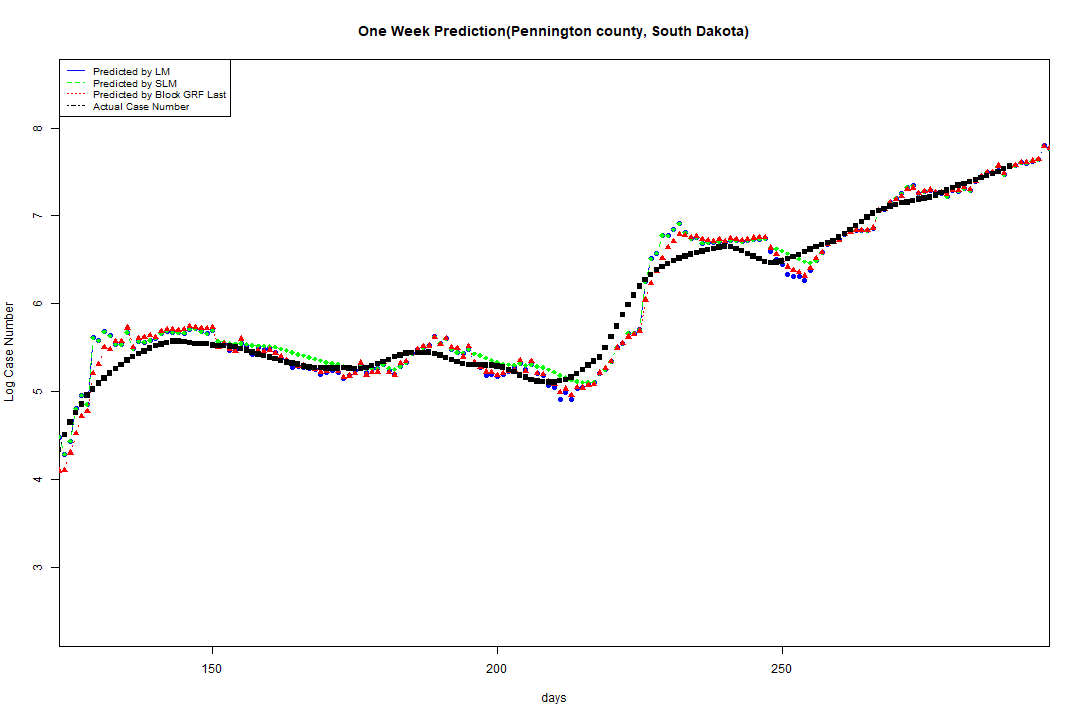 One Week Prediction(Pennington county, South Dakota)
Predicted by LM
Predicted by SLM
Predicted by Block GRF Last
Actual Case Number
8
7
6
5
4
3
Log Case Number
150
200
250
days